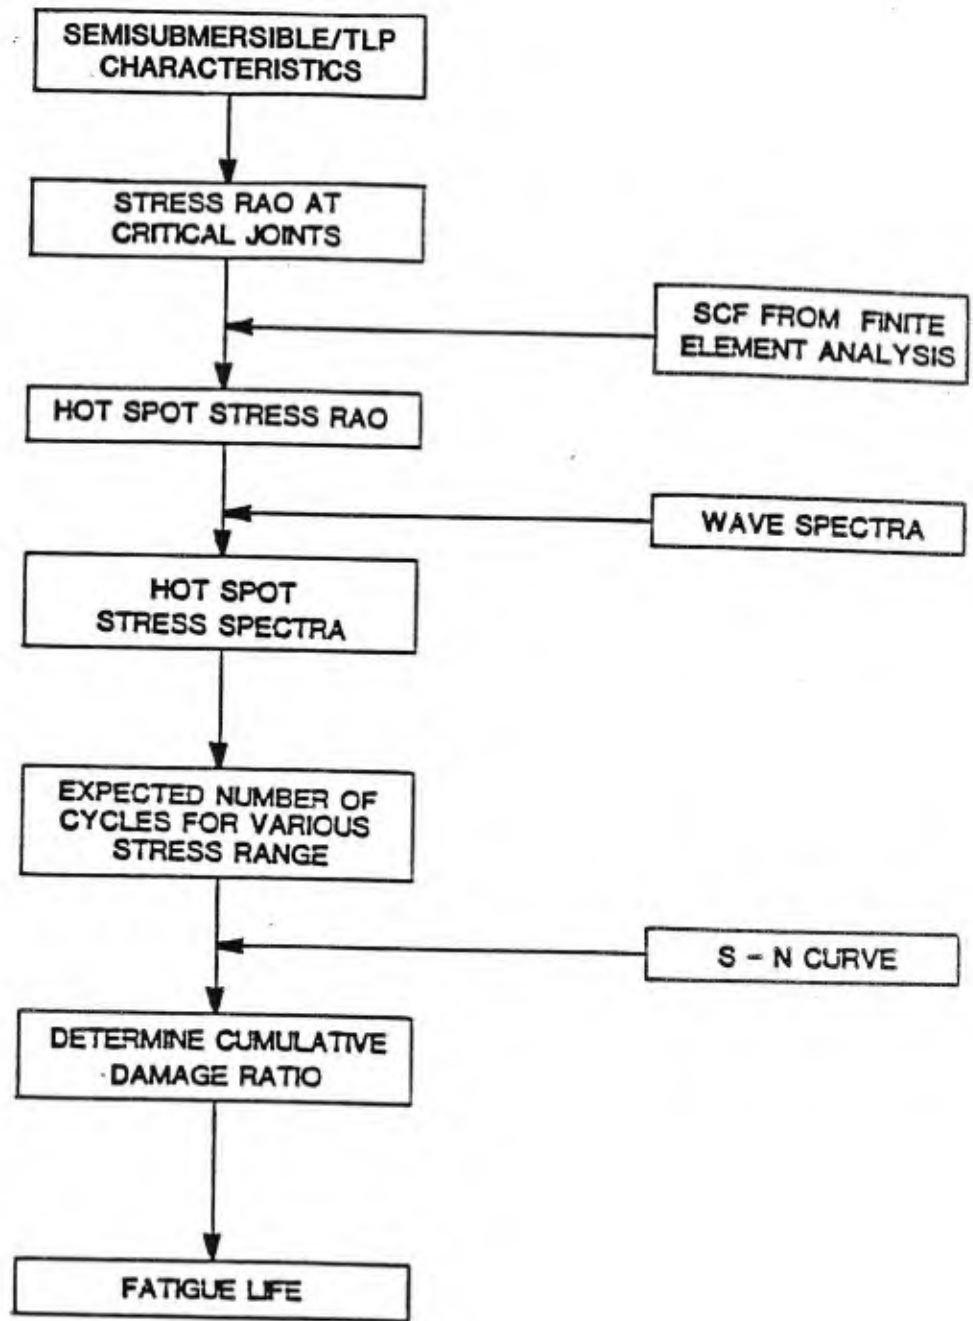 SEMISUBMERSIBLE/TLP
CHARACTERISTICS
STRESS RAO AT
CRITICAL JOINTS
SCF FROM FINITE
ELEMENT ANALYSIS
HOT SPOT STRESS RAO
WAVE SPECTRA
HOT SPOT
STRESS SPECTRA
EXPECTED NUMBER OF
CYCLES FOR VARIOUS
STRESS RANGE
S - N CURVE
DETERMINE CUMULATIVE
DAMAGE RATIO
FATIGUE LIFE